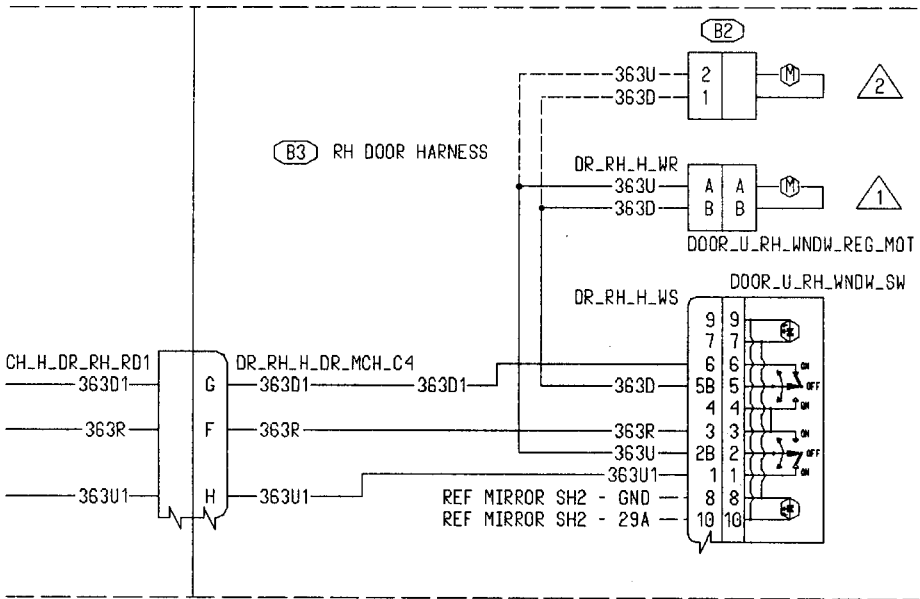 B2
363U 2
363D 1
2
B3 RH DOOR HARNESS
DR_RH_H_WR
363U A A
363D B B
1
DOOR_U_RH_WNDW_REG_MOT
DOOR_U_RH_WNDW_SW
DR_RH_H_WS
9 9
7 7
6 6 ON
CH_H_DR_RH_RD1 DR_RH_H_DR_MCH_C4
363D1 G 363D1 363D1 363D 5B 5 OFF
4 4 ON
363R F 363R 363R 3 3 ON
363U 2B 2 OFF
363U1 1 1 ON
363U1 H 363U1
REF MIRROR SH2 - GND 8 8
REF MIRROR SH2 - 29A 10 10
M
M